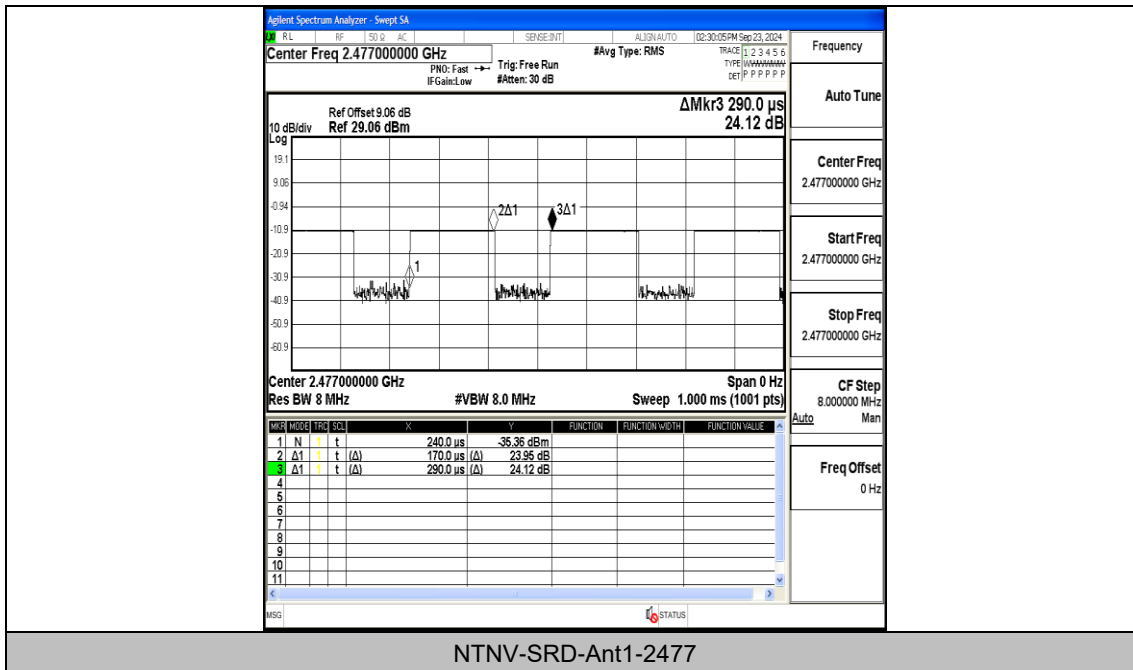 Agilent Spectrum Analyzer - Swept SA
RL RF 50 Ω AC SENSE:INT ALIGN AUTO 02:30:05 PM Sep 23, 2024
Center Freq 2.477000000 GHz
PNO: Fast
IFGain:Low
Trig: Free Run
#Atten: 30 dB
#Avg Type: RMS
TRACE 1 2 3 4 5 6
TYPE
DET P P P P P P
Ref Offset 9.06 dB
10 dB/div Ref 29.06 dBm
Log
ΔMkr3 290.0 µs
24.12 dB
19.1
9.06
-0.94
-10.9
-20.9
-30.9
-40.9
-50.9
-60.9
1
2Δ1
3Δ1
Center 2.477000000 GHz Span 0 Hz
Res BW 8 MHz #VBW 8.0 MHz Sweep 1.000 ms (1001 pts)
MKR MODE TRC SCL X Y FUNCTION FUNCTION WIDTH FUNCTION VALUE
1 N 1 t 240.0 µs -35.36 dBm
2 Δ1 1 t (Δ) 170.0 µs (Δ) 23.95 dB
3 Δ1 1 t (Δ) 290.0 µs (Δ) 24.12 dB
4
5
6
7
8
9
10
11
MSG STATUS
Frequency
Auto Tune
Center Freq
2.477000000 GHz
Start Freq
2.477000000 GHz
Stop Freq
2.477000000 GHz
CF Step
8.000000 MHz
Auto Man
Freq Offset
0 Hz
NTNV-SRD-Ant1-2477